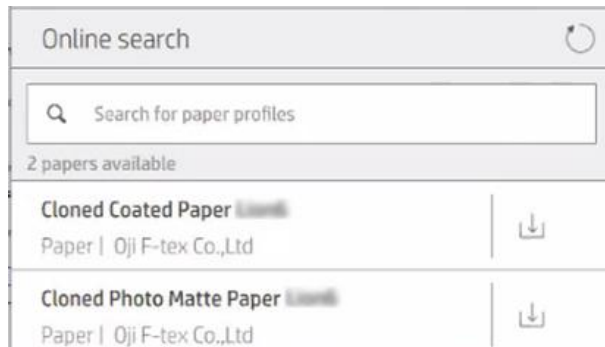 Online search
Search for paper profiles
2 papers available
Cloned Coated Paper
Paper | Oji F-tex Co.,Ltd
Cloned Photo Matte Paper
Paper | Oji F-tex Co.,Ltd